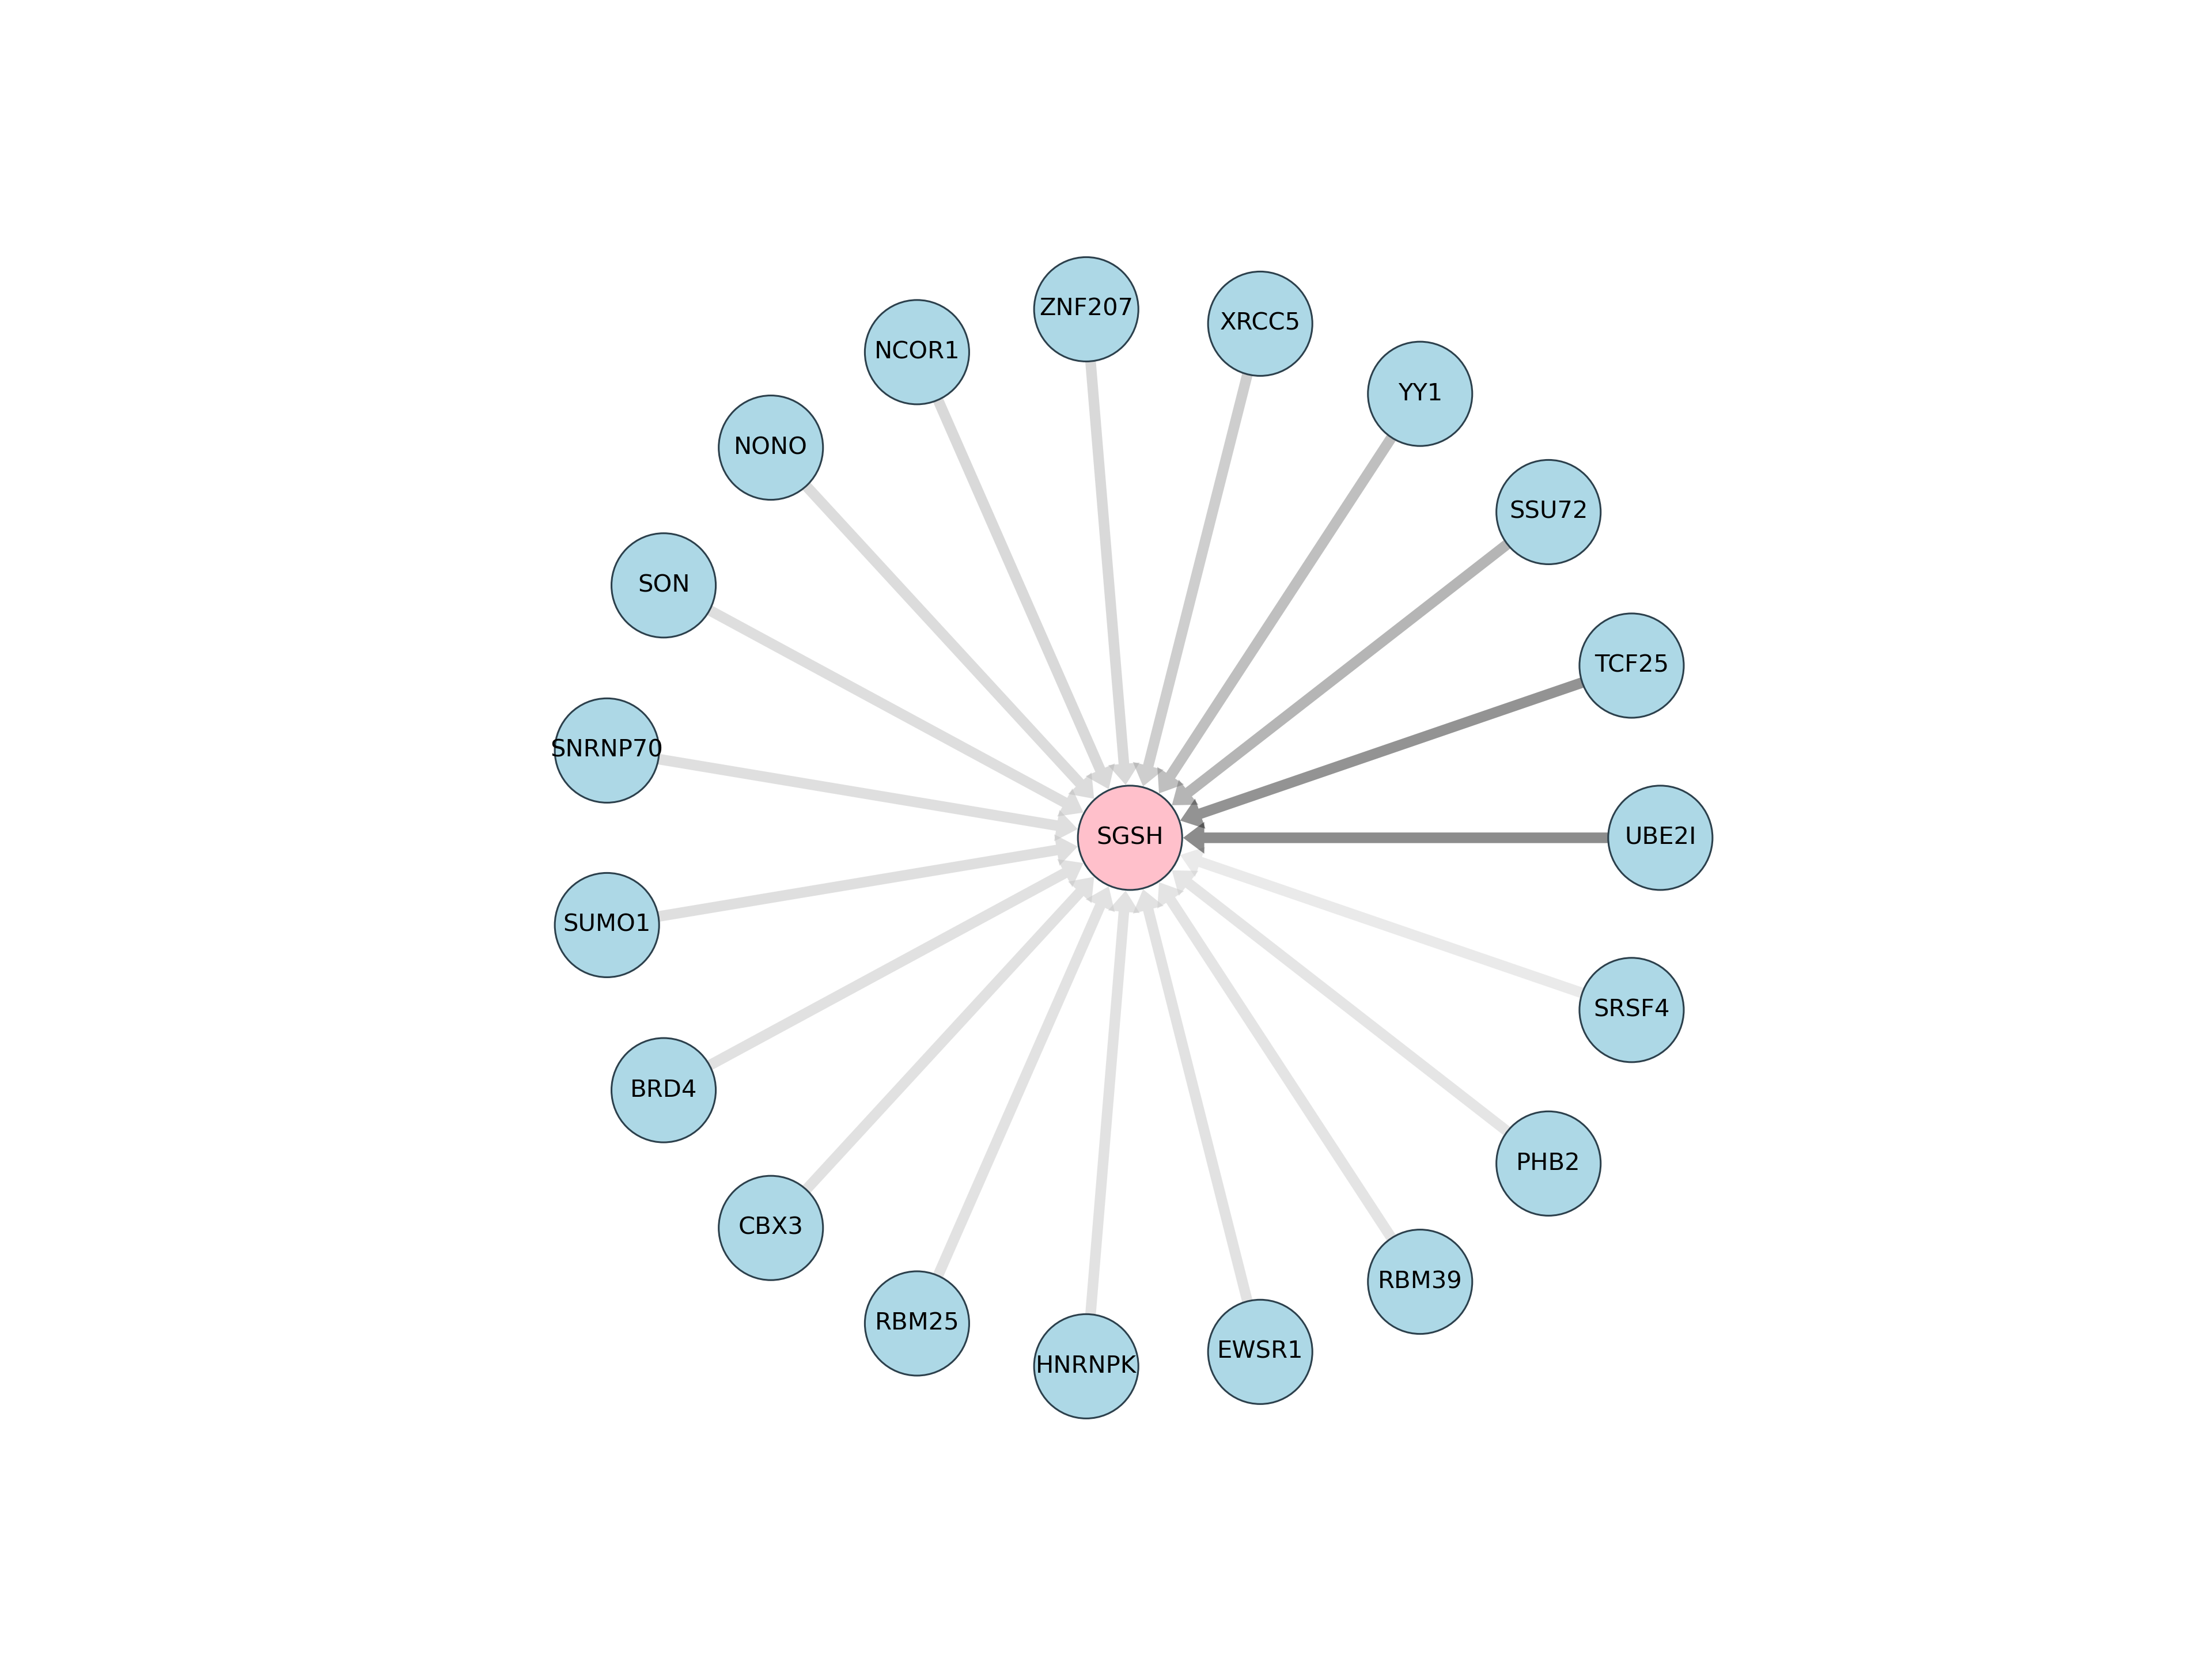 ZNF207
XRCC5
NCOR1
YY1
NONO
SSU72
SON
TCF25
SNRNP70
SGSH
UBE2I
SUMO1
SRSF4
BRD4
PHB2
CBX3
RBM39
RBM25
EWSR1
HNRNPK